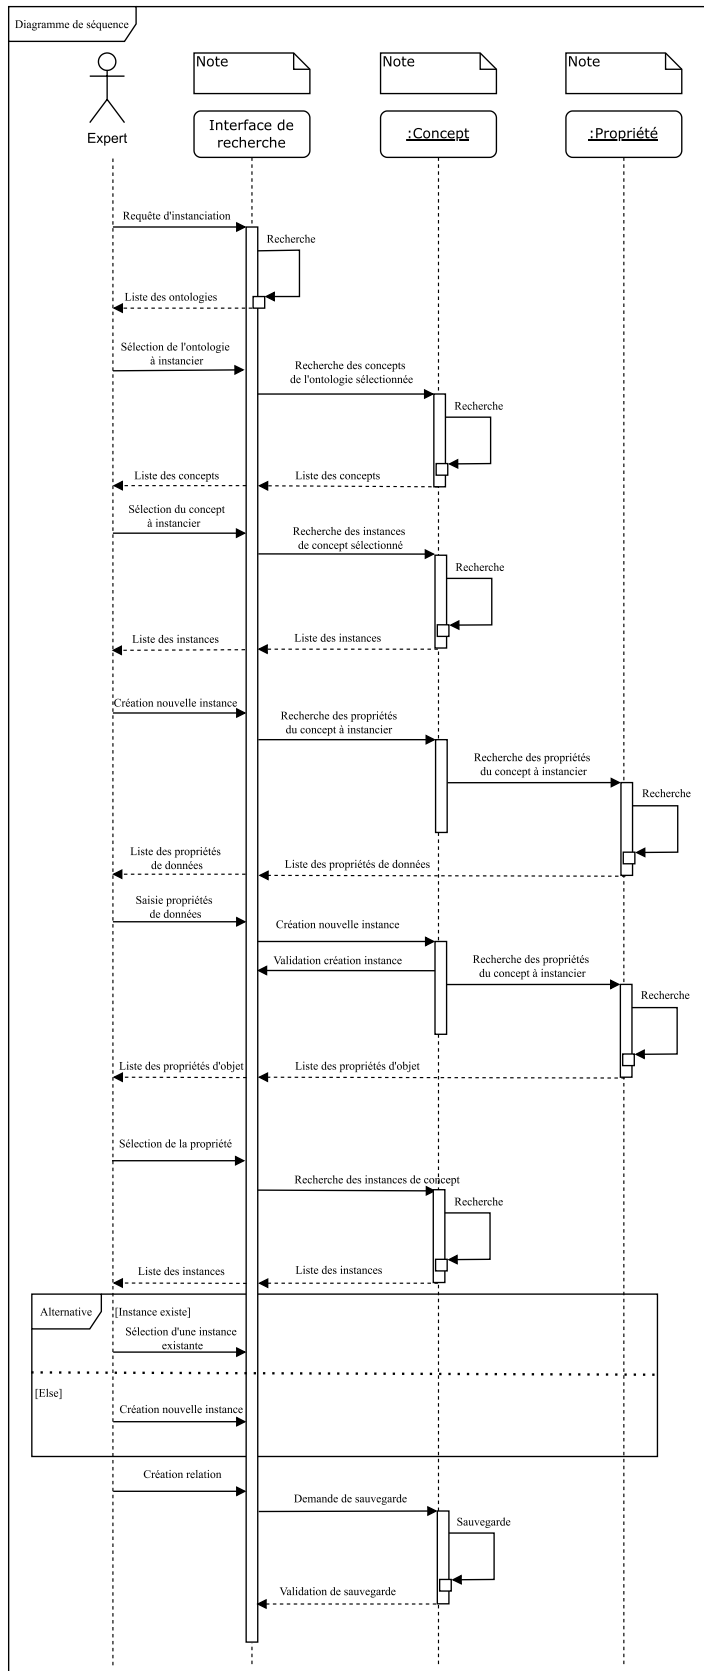 Diagramme de séquence
Note
Note
Note
Expert
Interface de
recherche
:Concept
:Propriété
Requête d'instanciation
Recherche
Liste des ontologies
Sélection de l'ontologie
à instancier
Recherche des concepts
de l'ontologie sélectionnée
Recherche
Liste des concepts
Liste des concepts
Sélection du concept
à instancier
Recherche des instances
de concept sélectionné
Recherche
Liste des instances
Liste des instances
Création nouvelle instance
Recherche des propriétés
du concept à instancier
Recherche des propriétés
du concept à instancier
Recherche
Liste des propriétés
de données
Liste des propriétés de données
Saisie propriétés
de données
Création nouvelle instance
Validation création instance
Recherche des propriétés
du concept à instancier
Recherche
Liste des propriétés d'objet
Liste des propriétés d'objet
Sélection de la propriété
Recherche des instances de concept
Recherche
Liste des instances
Liste des instances
Alternative
[Instance existe]
Sélection d'une instance
existante
[Else]
Création nouvelle instance
Création relation
Demande de sauvegarde
Sauvegarde
Validation de sauvegarde